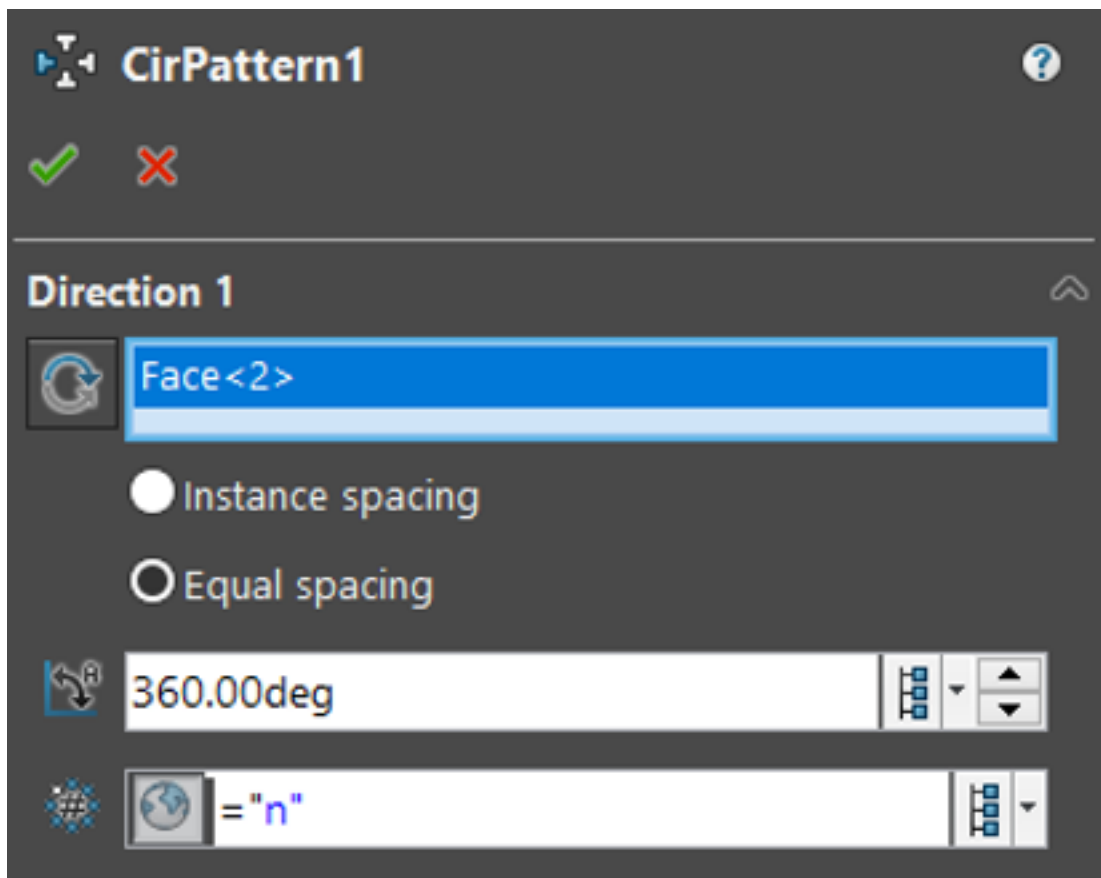 CirPattern1
?
Direction 1
Face<2>
Instance spacing
Equal spacing
360.00deg
="n"